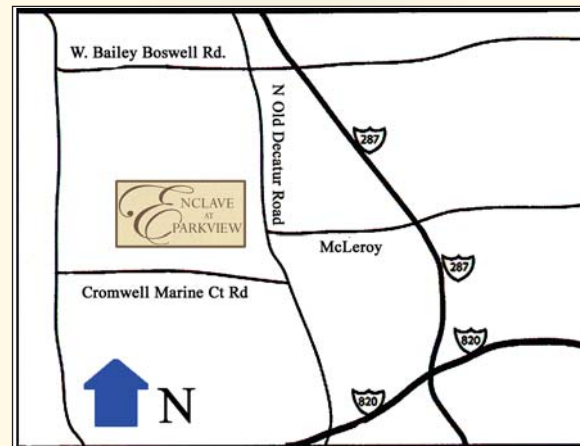 W. Bailey Boswell Rd.
N Old Decatur Road
287
ENCLAVE
AT
PARKVIEW
McLeroy
287
Cromwell Marine Ct Rd
820
820
N